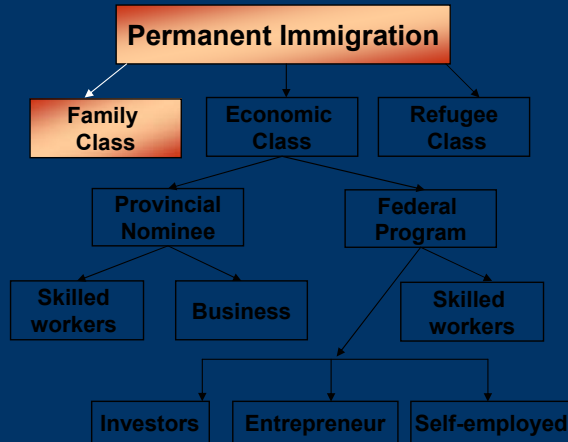 Permanent Immigration
Family
Class
Economic
Class
Refugee
Class
Provincial
Nominee
Federal
Program
Skilled
workers
Business
Skilled
workers
Investors
Entrepreneur
Self-employed